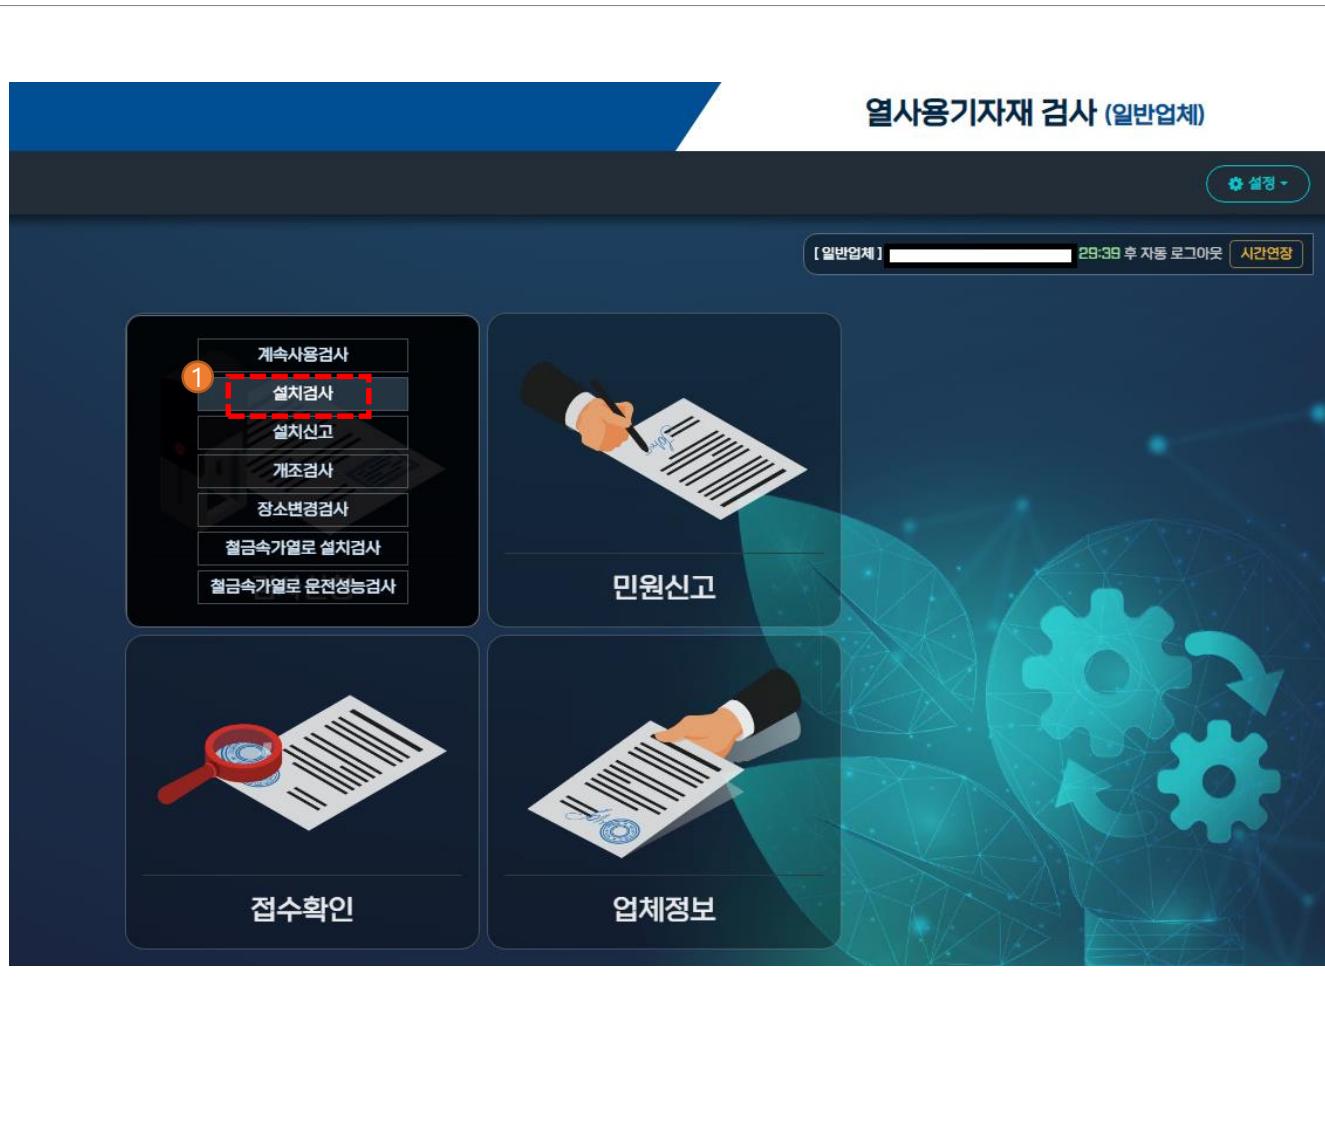 열사용기자재 검사 (일반업체)
설정
[ 일반업체 ] 29:39 후 자동 로그아웃 시간연장
계속사용검사
1
설치검사
설치신고
개조검사
장소변경검사
철금속가열로 설치검사
철금속가열로 운전성능검사
민원신고
접수확인
업체정보